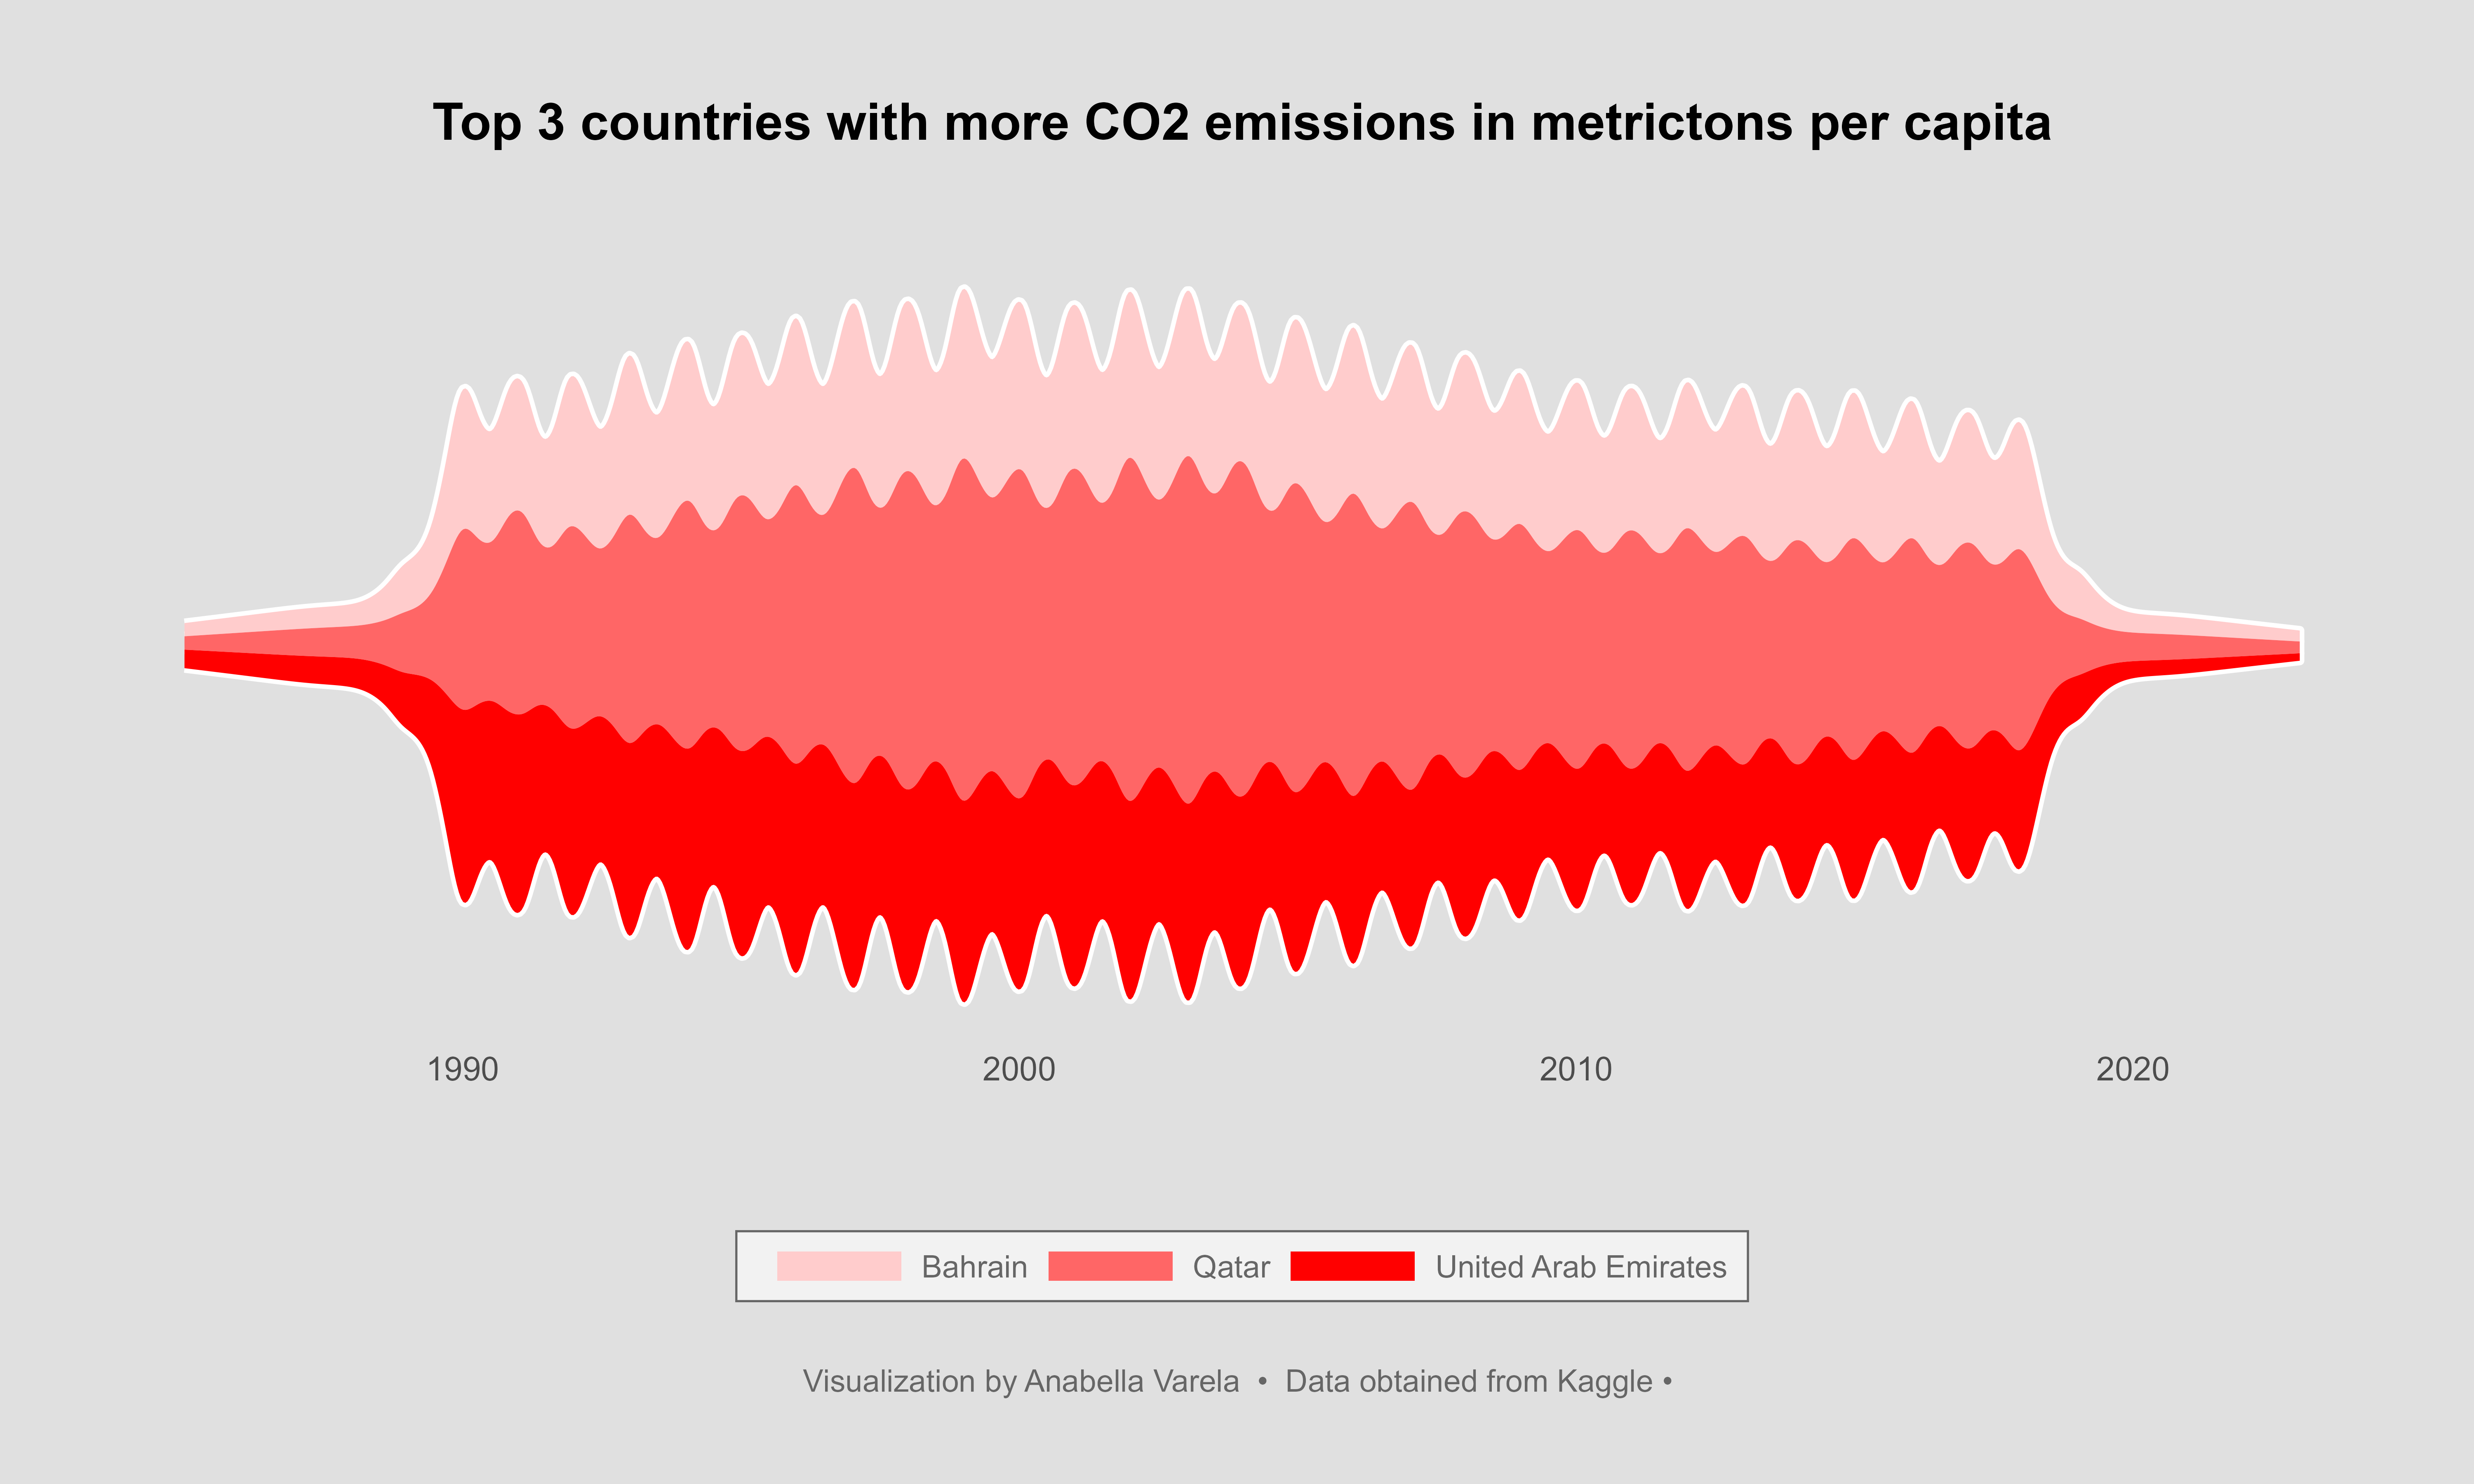 Top 3 countries with more CO2 emissions in metrictons per capita
1990 2000 2010 2020
Bahrain Qatar United Arab Emirates
Visualization by Anabella Varela • Data obtained from Kaggle •